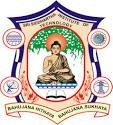 SRI SIDDHARTHA INSTITUTE OF
TECHNOLOGY
BAHUJANA HITHAYA BAHUJANA SUKHAYA